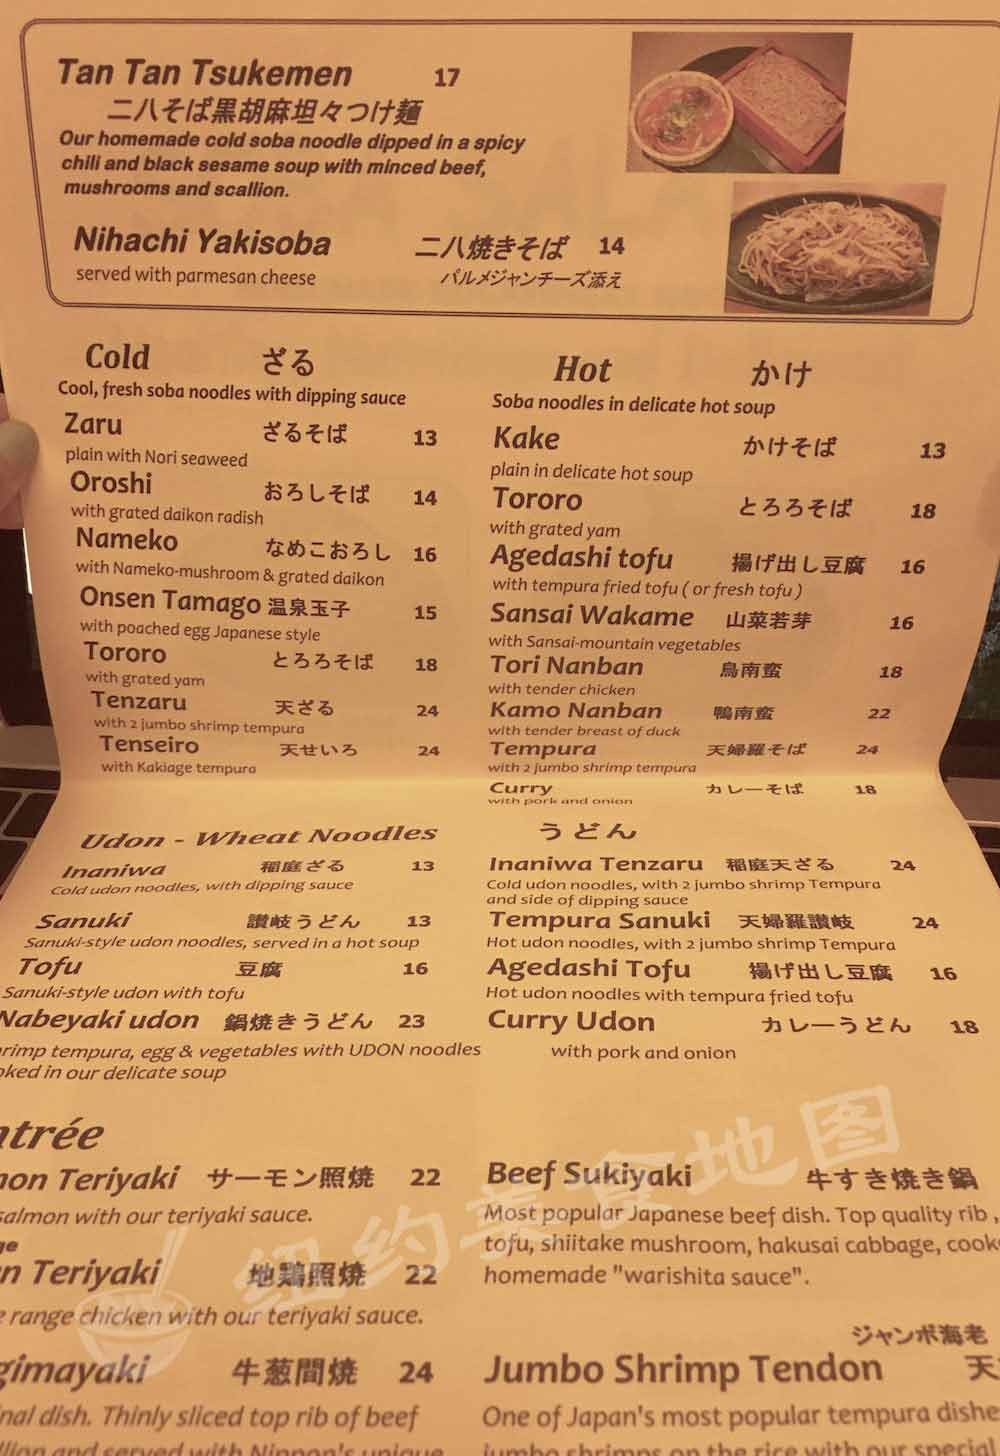 Tan Tan Tsukemen 17
二八そば黒胡麻坦々つけ麺
Our homemade cold soba noodle dipped in a spicy
chili and black sesame soup with minced beef,
mushrooms and scallion.
Nihachi Yakisoba 二八焼きそば 14
served with parmesan cheese パルメジャンチーズ添え
Cold ざる
Cool, fresh soba noodles with dipping sauce
Zaru ざるそば 13
plain with Nori seaweed
Oroshi おろしそば 14
with grated daikon radish
Nameko なめこおろし 16
with Nameko-mushroom & grated daikon
Onsen Tamago 温泉玉子 15
with poached egg Japanese style
Tororo とろろそば 18
with grated yam
Tenzaru 天ざる 24
with 2 jumbo shrimp tempura
Tenseiro 天せいろ 24
with Kakiage tempura
Hot かけ
Soba noodles in delicate hot soup
Kake かけそば 13
plain in delicate hot soup
Tororo とろろそば 18
with grated yam
Agedashi tofu 揚げ出し豆腐 16
with tempura fried tofu ( or fresh tofu )
Sansai Wakame 山菜若芽 16
with Sansai-mountain vegetables
Tori Nanban 鳥南蛮 18
with tender chicken
Kamo Nanban 鴨南蛮 22
with tender breast of duck
Tempura 天婦羅そば 24
with 2 jumbo shrimp tempura
Curry カレーそば 18
with pork and onion
Udon - Wheat Noodles うどん
Inaniwa 稲庭ざる 13
Cold udon noodles, with dipping sauce
Sanuki 讃岐うどん 13
Sanuki-style udon noodles, served in a hot soup
Tofu 豆腐 16
Sanuki-style udon with tofu
Nabeyaki udon 鍋焼きうどん 23
rimp tempura, egg & vegetables with UDON noodles
oked in our delicate soup
Inaniwa Tenzaru 稲庭天ざる 24
Cold udon noodles, with 2 jumbo shrimp Tempura
and side of dipping sauce
Tempura Sanuki 天婦羅讃岐 24
Hot udon noodles, with 2 jumbo shrimp Tempura
Agedashi Tofu 揚げ出し豆腐 16
Hot udon noodles with tempura fried tofu
Curry Udon カレーうどん 18
with pork and onion
ntrée
non Teriyaki サーモン照焼 22
salmon with our teriyaki sauce.
ge
n Teriyaki 地鶏照焼 22
e range chicken with our teriyaki sauce.
gimayaki 牛葱間焼 24
inal dish. Thinly sliced top rib of beef
llion and served with Nippon's unique
Beef Sukiyaki 牛すき焼き鍋
Most popular Japanese beef dish. Top quality rib ,
tofu, shiitake mushroom, hakusai cabbage, cook
homemade "warishita sauce".
ジャンボ海老
Jumbo Shrimp Tendon 天
One of Japan's most popular tempura dishe
jumbo shrimps on the rice with our special
纽约美食地图